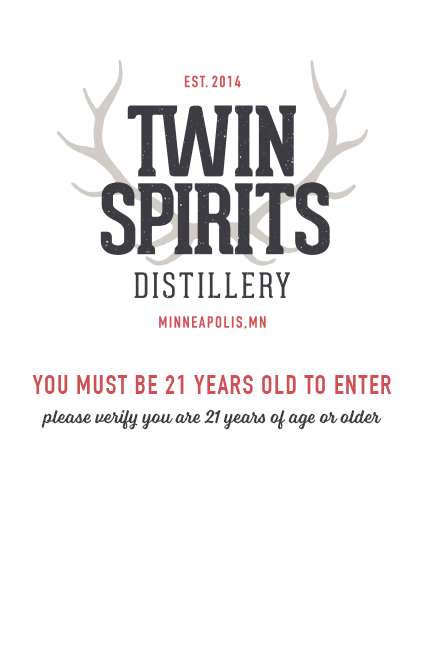 EST. 2014
TWIN
SPIRITS
DISTILLERY
MINNEAPOLIS, MN
YOU MUST BE 21 YEARS OLD TO ENTER
please verify you are 21 years of age or older